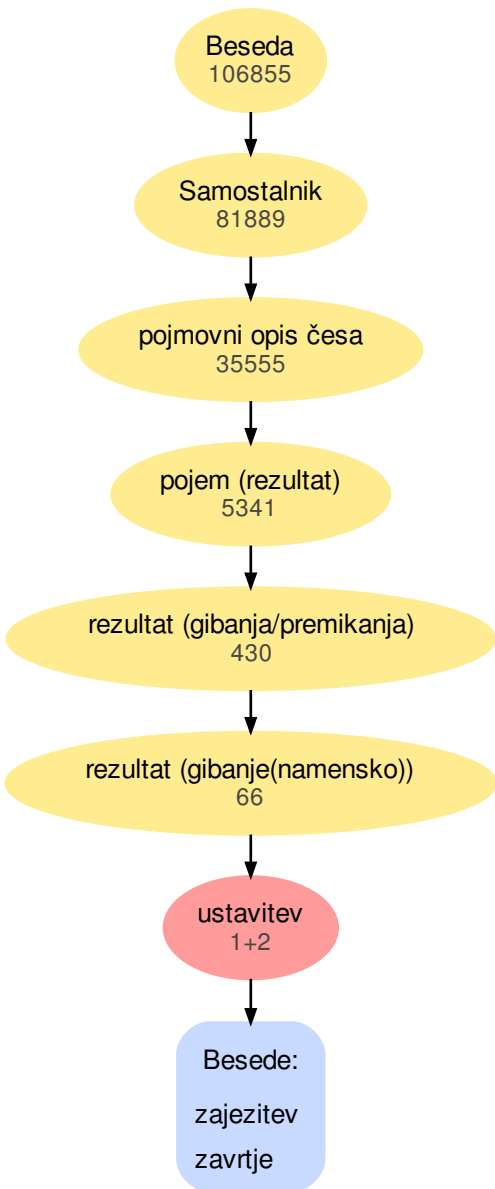 Beseda
106855
Samostalnik
81889
pojmovni opis česa
35555
pojem (rezultat)
5341
rezultat (gibanja/premikanja)
430
rezultat (gibanje(namensko))
66
ustavitev
1+2
Besede:
zajezitev
zavrtje